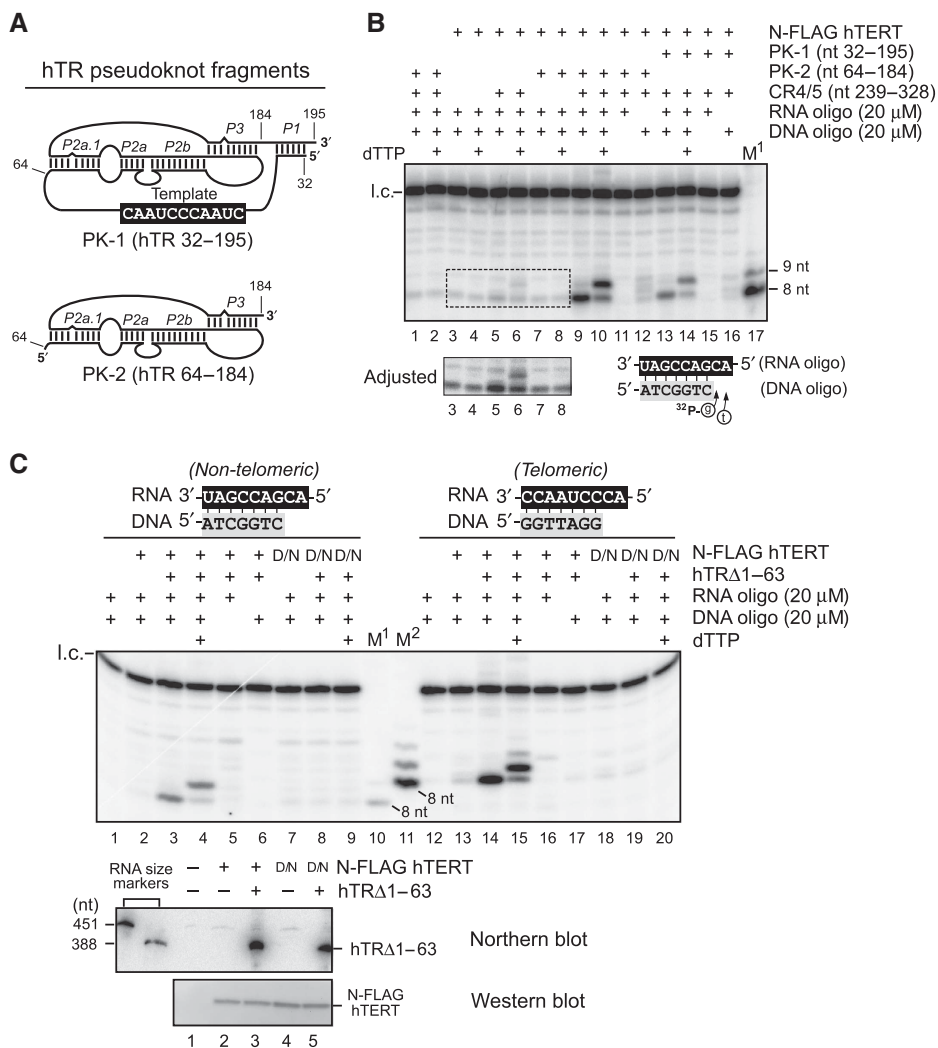 A
hTR pseudoknot fragments
184 195
P3 P1
3′
5′
P2a.1 P2a P2b
64
32
Template
CAAUCCCAAUC
PK-1 (hTR 32–195)
184
P3
3′
P2a.1 P2a P2b
64
5′
PK-2 (hTR 64–184)
B
+ + + + + + + + + + + + + + N-FLAG hTERT
+ + + + PK-1 (nt 32–195)
+ + + + + + + + PK-2 (nt 64–184)
+ + + + + + + + + + + + CR4/5 (nt 239–328)
+ + + + + + + + + + + + + + RNA oligo (20 µM)
+ + + + + + + + + + + + + + DNA oligo (20 µM)
dTTP + + + + + +
M1
l.c.
9 nt
8 nt
1 2 3 4 5 6 7 8 9 10 11 12 13 14 15 16 17
Adjusted
3 4 5 6 7 8
3′-UAGCCAGCA-5′ (RNA oligo)
5′-ATCGGTC (DNA oligo)
32P-g
t
C
(Non-telomeric) (Telomeric)
RNA 3′-UAGCCAGCA-5′ RNA 3′-CCAAUCCCA-5′
DNA 5′-ATCGGTC DNA 5′-GGTTAGG
+ + + + + D/N D/N D/N + + + + + D/N D/N D/N N-FLAG hTERT
+ + + + + + + + + + + + hTRΔ1–63
+ + + + + + + + + + + + + + + + RNA oligo (20 µM)
+ + + + + + + + + + + + + + + + DNA oligo (20 µM)
+ + M1 M2 + + dTTP
l.c.
8 nt
8 nt
1 2 3 4 5 6 7 8 9 10 11 12 13 14 15 16 17 18 19 20
RNA size
markers
– + + D/N D/N N-FLAG hTERT
– – + – + hTRΔ1–63
(nt)
451
388
hTRΔ1–63
Northern blot
N-FLAG
hTERT
Western blot
1 2 3 4 5